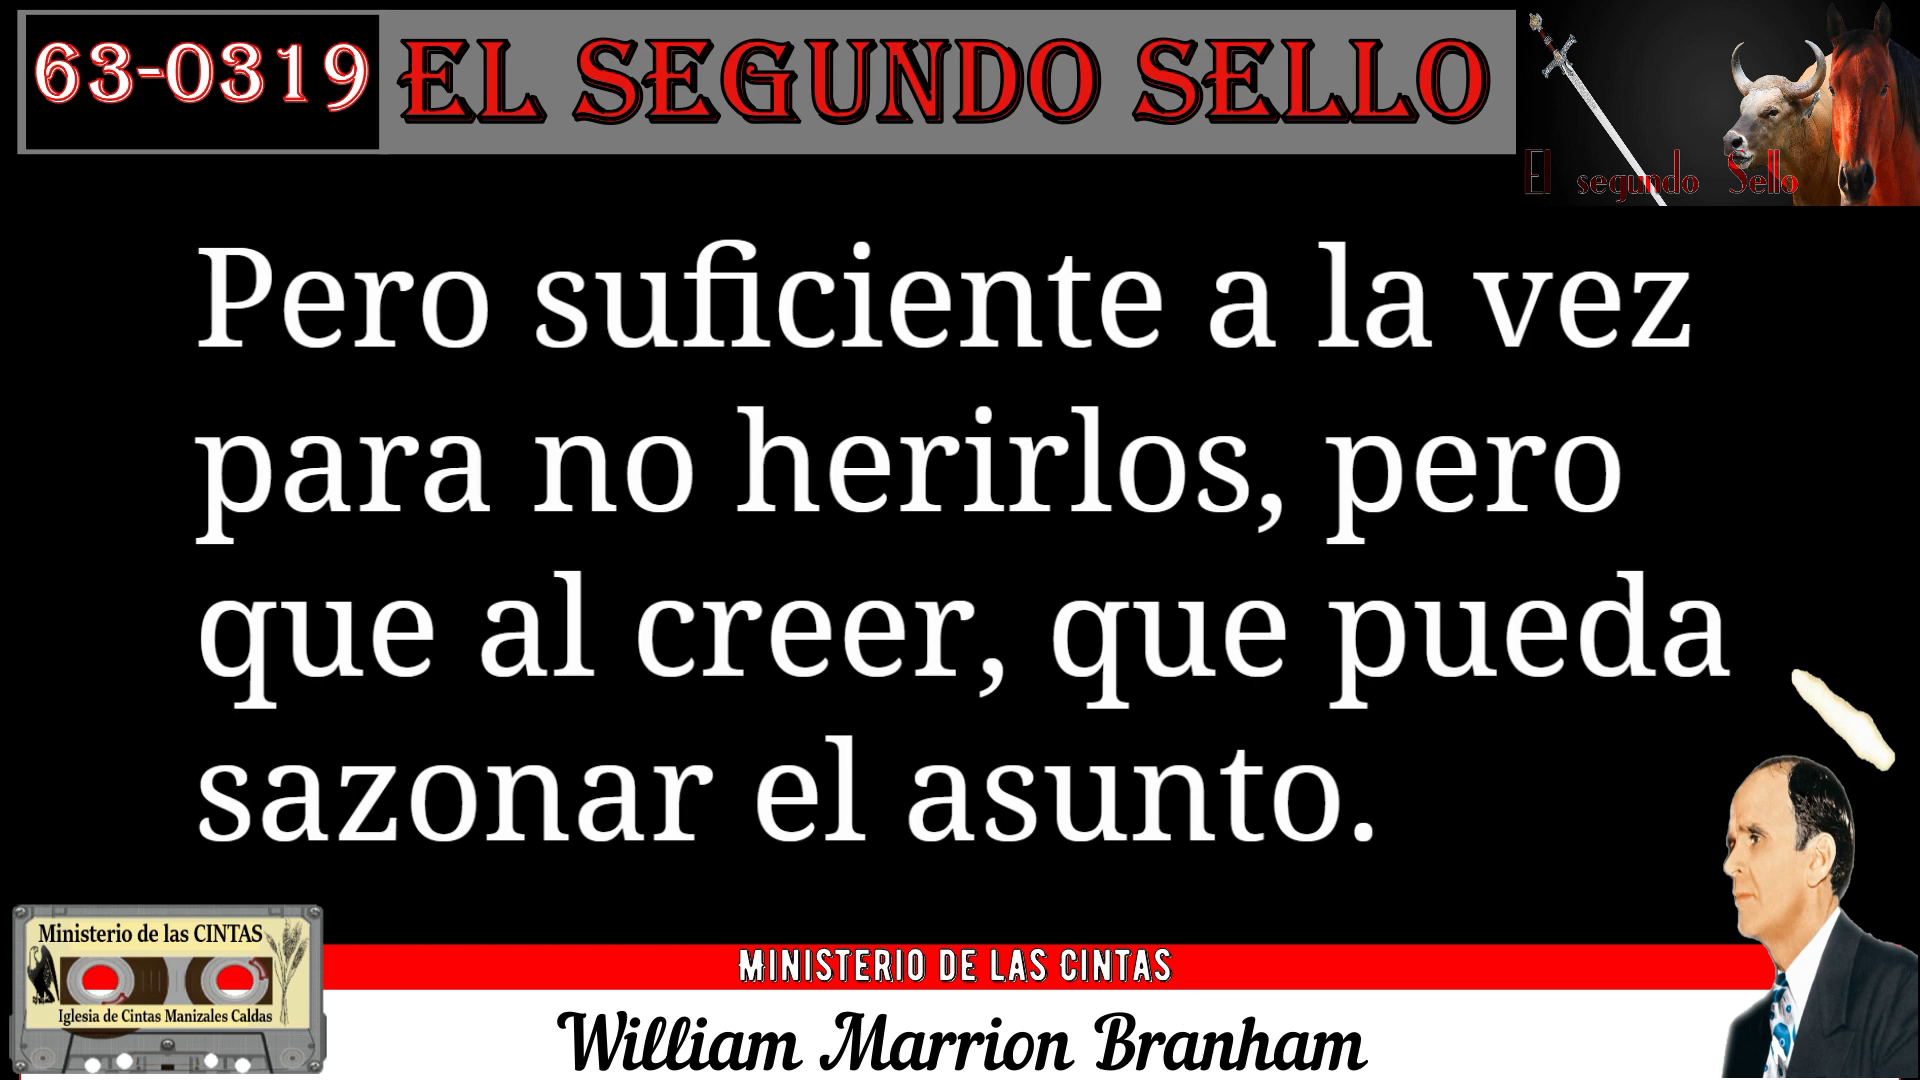 63-0319
EL SEGUNDO SELLO
El segundo Sello
Pero suficiente a la vez
para no herirlos, pero
que al creer, que pueda
sazonar el asunto.
Ministerio de las CINTAS
Iglesia de Cintas Manizales Caldas
MINISTERIO DE LAS CINTAS
William Marrion Branham